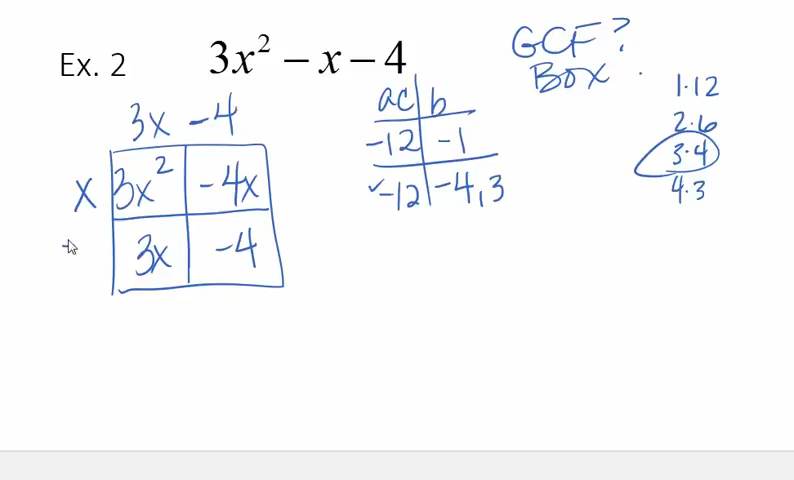 Ex. 2 3x² − x − 4
GCF?
BOX
ac b
-12 -1
✓-12 -4,3
1·12
2·6
3·4
4·3
3x -4
x 3x² -4x
+ 3x -4